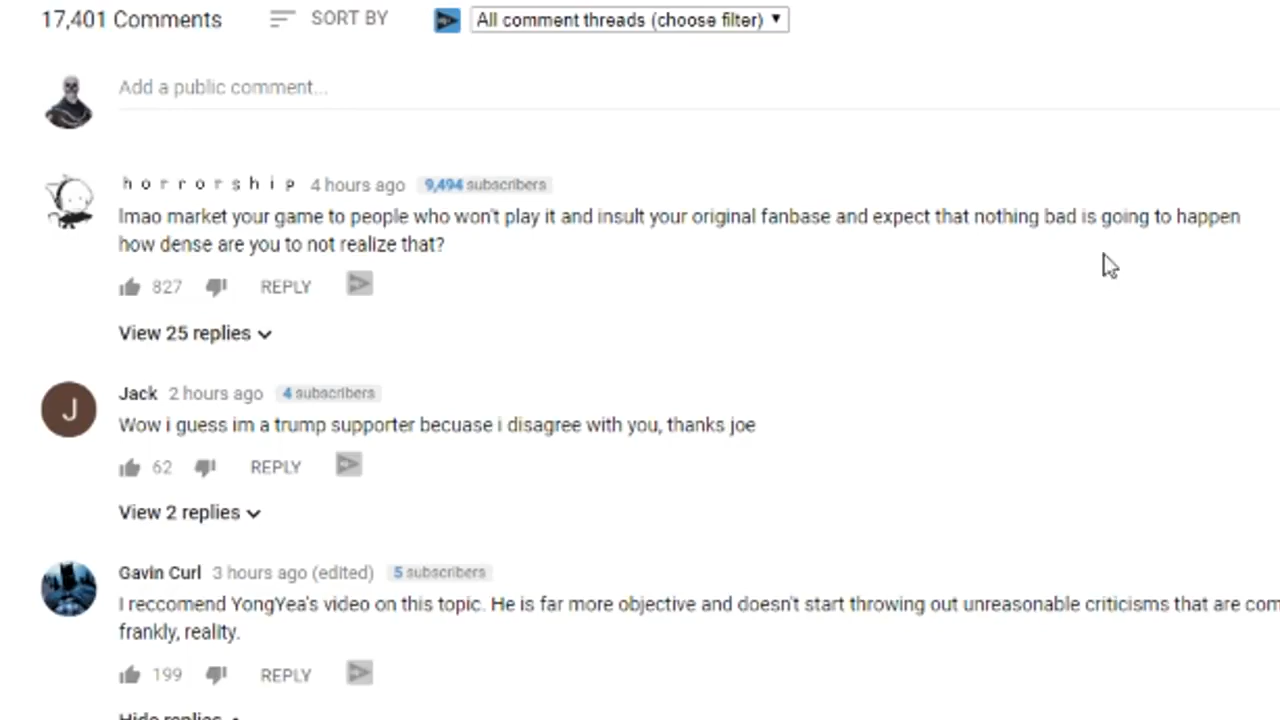 17,401 Comments SORT BY All comment threads (choose filter) ▼
Add a public comment...
h o r r o r s h i p 4 hours ago 9,494 subscribers
lmao market your game to people who won't play it and insult your original fanbase and expect that nothing bad is going to happen
how dense are you to not realize that?
827 REPLY
View 25 replies
J
Jack 2 hours ago 4 subscribers
Wow i guess im a trump supporter becuase i disagree with you, thanks joe
62 REPLY
View 2 replies
Gavin Curl 3 hours ago (edited) 5 subscribers
I reccomend YongYea's video on this topic. He is far more objective and doesn't start throwing out unreasonable criticisms that are com
frankly, reality.
199 REPLY
Hide replies